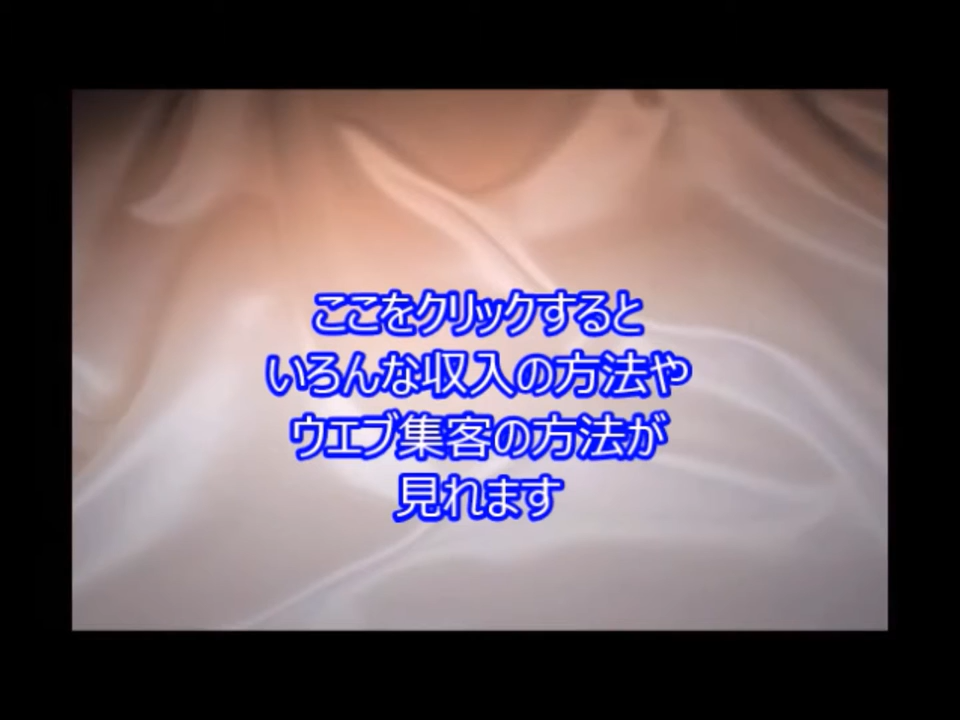 ここをクリックすると
いろんな収入の方法や
ウエブ集客の方法が
見れます